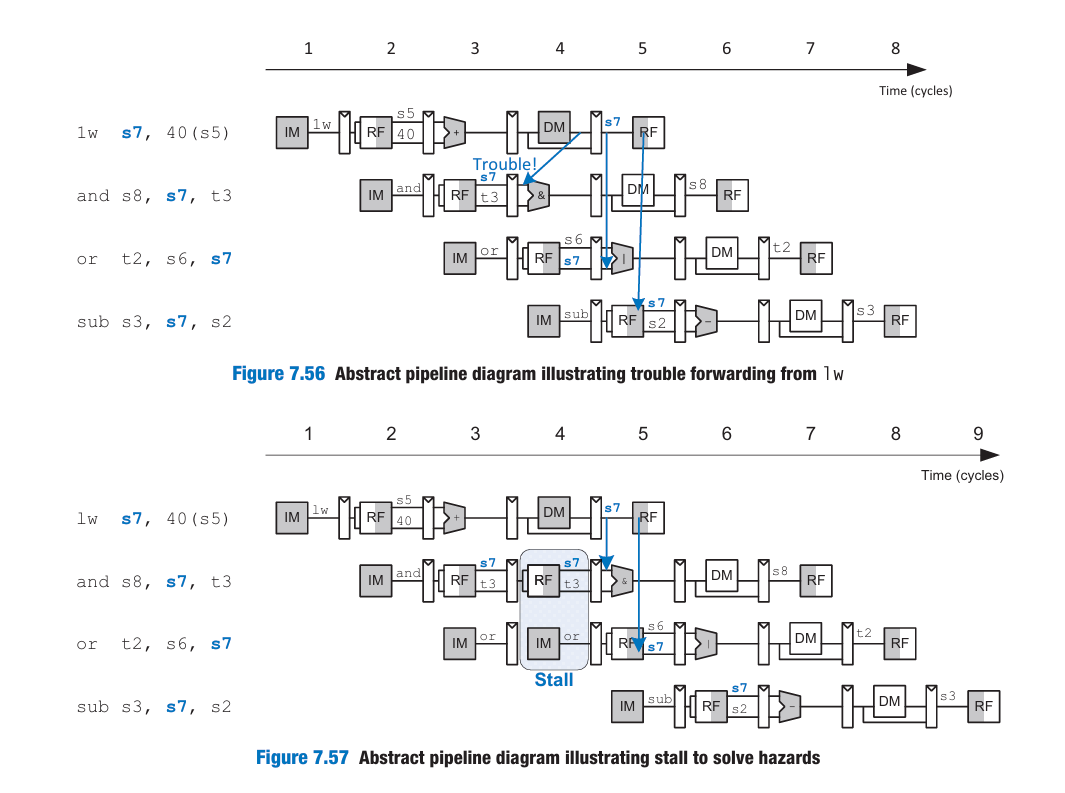 1 2 3 4 5 6 7 8
Time (cycles)
lw s7, 40(s5) IM lw RF s5 40 + DM s7 RF
Trouble!
and s8, s7, t3 IM and RF s7 t3 & DM s8 RF
or t2, s6, s7 IM or RF s6 s7 | DM t2 RF
sub s3, s7, s2 IM sub RF s7 s2 - DM s3 RF
Figure 7.56 Abstract pipeline diagram illustrating trouble forwarding from lw
1 2 3 4 5 6 7 8 9
Time (cycles)
lw s7, 40(s5) IM lw RF s5 40 + DM s7 RF
and s8, s7, t3 IM and RF s7 t3 RF s7 t3 & DM s8 RF
or t2, s6, s7 IM or IM or RF s6 s7 | DM t2 RF
Stall
sub s3, s7, s2 IM sub RF s7 s2 - DM s3 RF
Figure 7.57 Abstract pipeline diagram illustrating stall to solve hazards